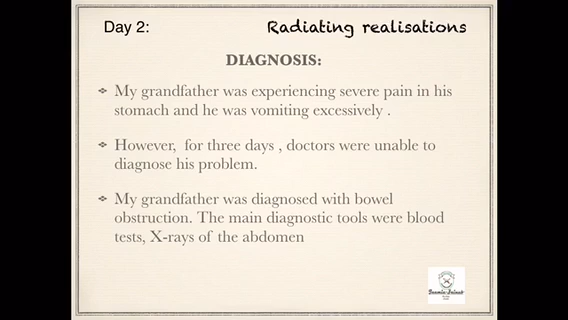 Day 2:
Radiating realisations
DIAGNOSIS:
My grandfather was experiencing severe pain in his
stomach and he was vomiting excessively .
However,  for three days , doctors were unable to
diagnose his problem.
My grandfather was diagnosed with bowel
obstruction. The main diagnostic tools were blood
tests, X-rays of the abdomen